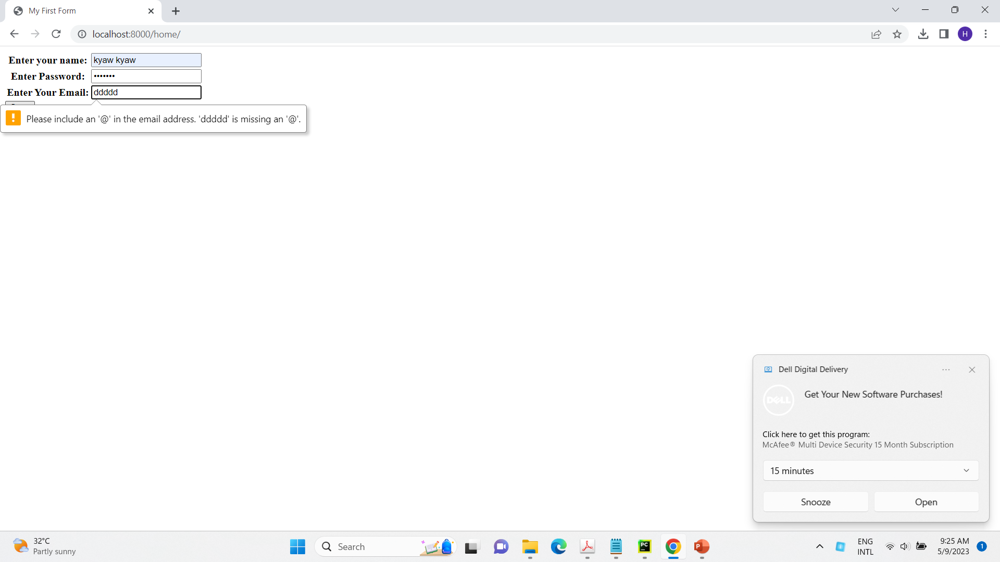 My First Form
localhost:8000/home/
H
Enter your name: kyaw kyaw
Enter Password: •••••••
Enter Your Email: ddddd
Please include an '@' in the email address. 'ddddd' is missing an '@'.
Dell Digital Delivery
DELL
Get Your New Software Purchases!
Click here to get this program:
McAfee® Multi Device Security 15 Month Subscription
15 minutes
Snooze Open
32°C
Partly sunny
Search
PC
P
ENG
INTL
9:25 AM
5/9/2023
1